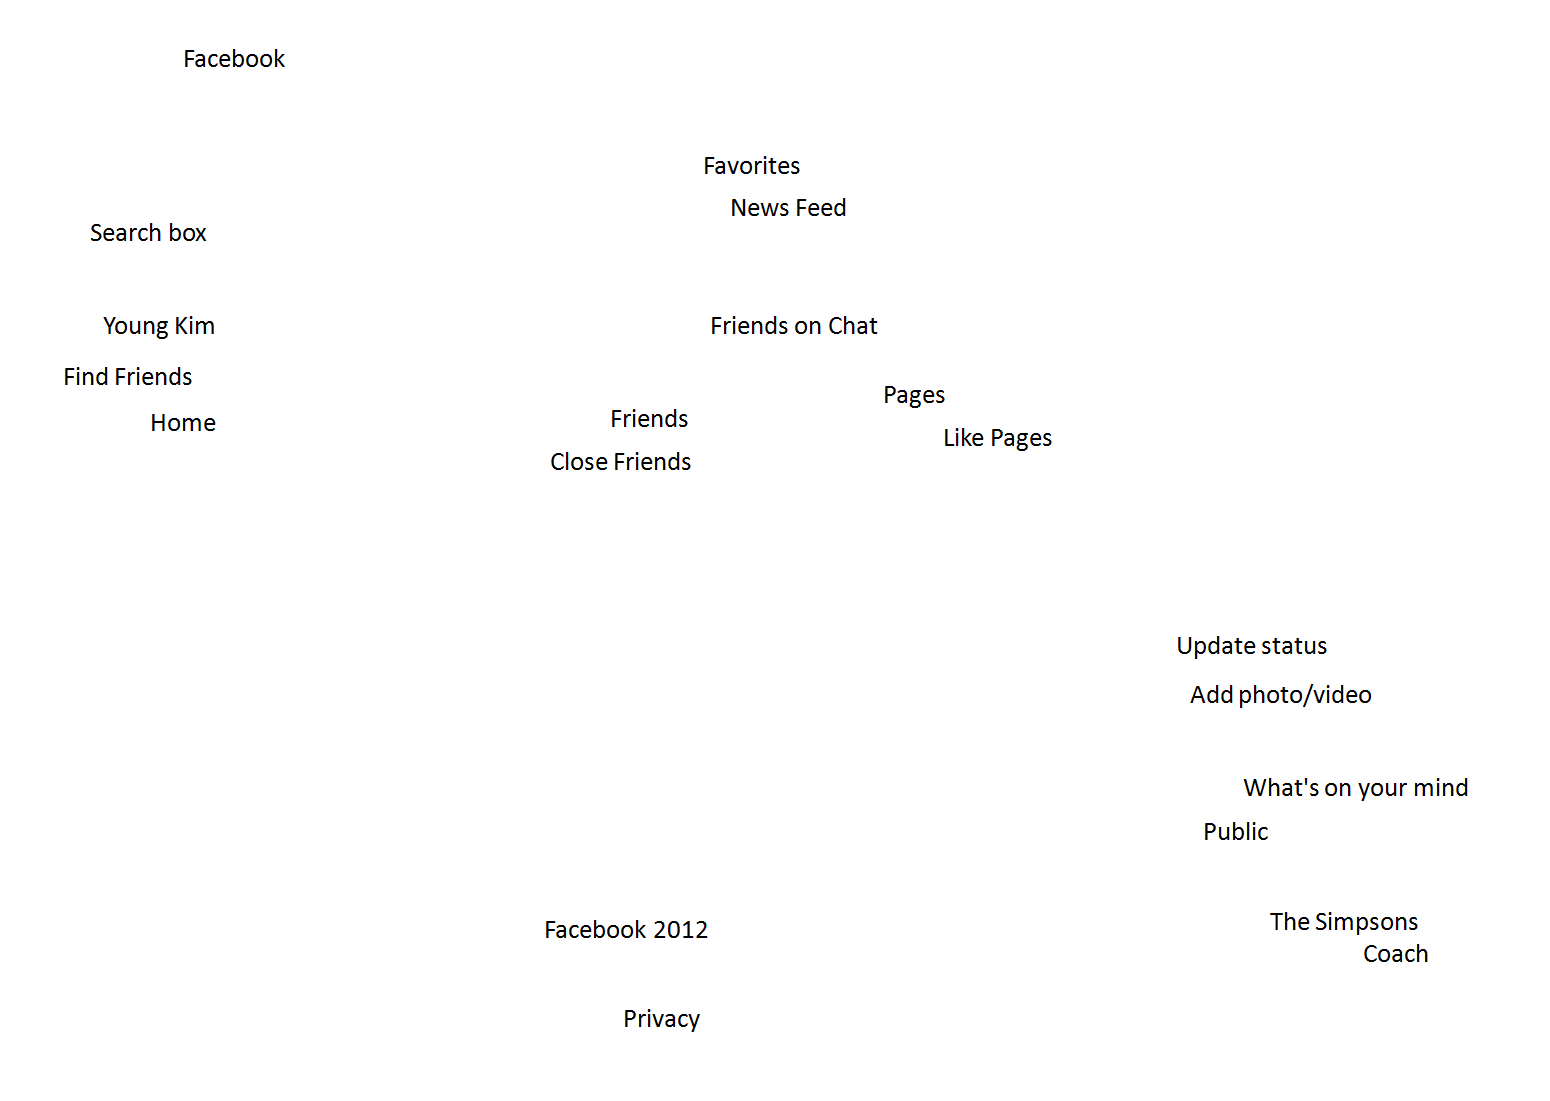 Facebook
Search box
Young Kim
Find Friends
Home
Favorites
News Feed
Friends on Chat
Friends
Close Friends
Pages
Like Pages
Update status
Add photo/video
What's on your mind
Public
The Simpsons
Coach
Facebook 2012
Privacy